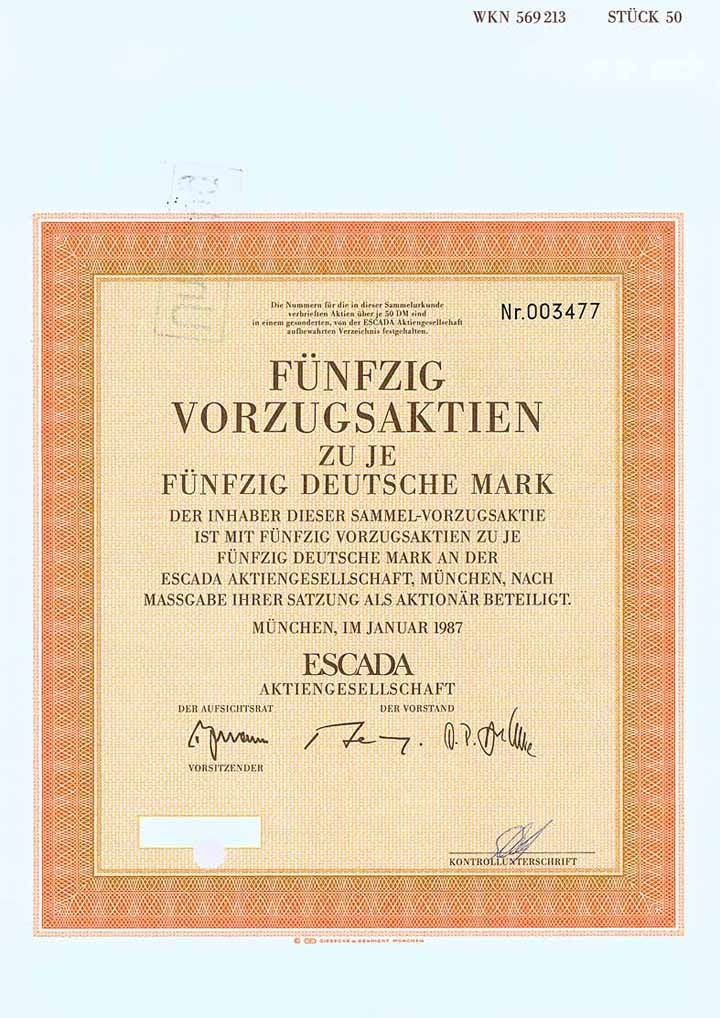 WKN 569 213 STÜCK 50
Die Nummern für die in dieser Sammelurkunde
verbrieften Aktien über je 50 DM sind
in einem gesonderten, von der ESCADA Aktiengesellschaft
aufbewahrten Verzeichnis festgehalten.
Nr.003477
FÜNFZIG
VORZUGSAKTIEN
ZU JE
FÜNFZIG DEUTSCHE MARK
DER INHABER DIESER SAMMEL-VORZUGSAKTIE
IST MIT FÜNFZIG VORZUGSAKTIEN ZU JE
FÜNFZIG DEUTSCHE MARK AN DER
ESCADA AKTIENGESELLSCHAFT, MÜNCHEN, NACH
MASSGABE IHRER SATZUNG ALS AKTIONÄR BETEILIGT.
MÜNCHEN, IM JANUAR 1987
ESCADA
AKTIENGESELLSCHAFT
DER AUFSICHTSRAT DER VORSTAND
VORSITZENDER
KONTROLLUNTERSCHRIFT
© GIESECKE & DEVRIENT MÜNCHEN